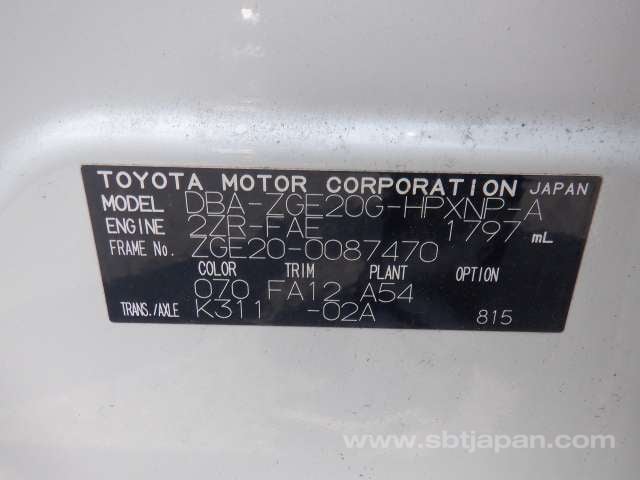 TOYOTA MOTOR CORPORATION JAPAN
MODEL DBA-ZGE20G-HPXNP-A
ENGINE 2ZR-FAE 1797 mL
FRAME No. ZGE20-0087470
COLOR TRIM PLANT OPTION
070 FA12 A54
TRANS./AXLE K311 -02A 815
www.sbtjapan.com